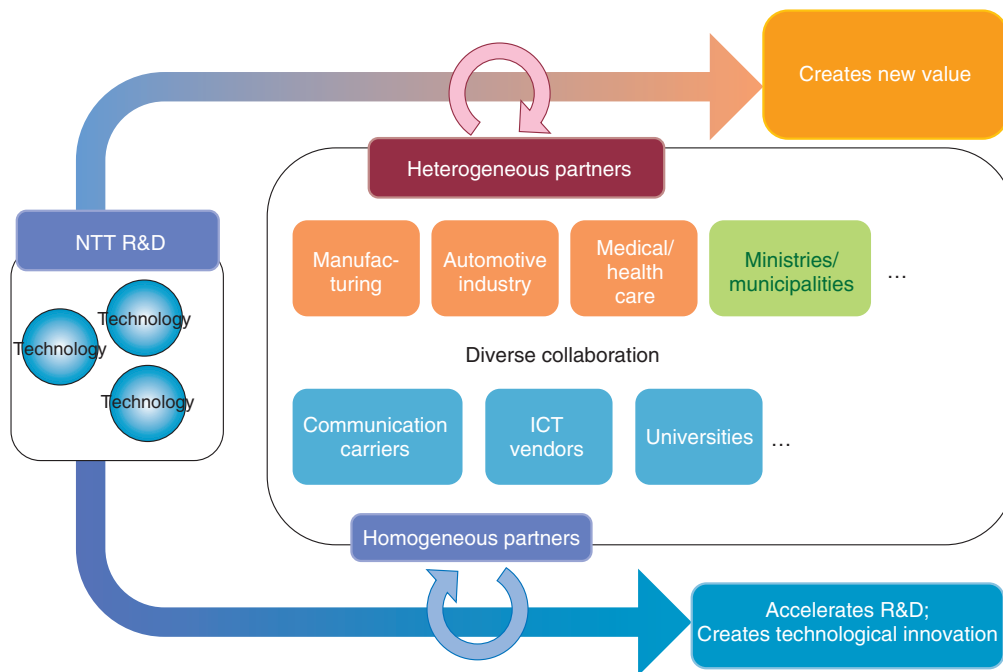 Creates new value
Heterogeneous partners
NTT R&D
Technology
Technology
Technology
Manufac-
turing
Automotive
industry
Medical/
health
care
Ministries/
municipalities
...
Diverse collaboration
Communication
carriers
ICT
vendors
Universities
...
Homogeneous partners
Accelerates R&D;
Creates technological innovation